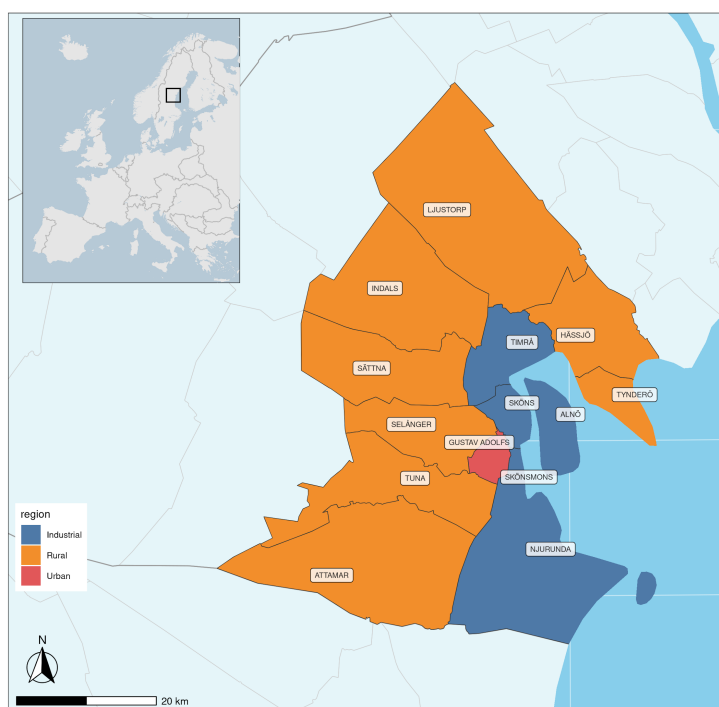 LJUSTORP
INDALS
HÄSSJÖ
TIMRÅ
SÄTTNA
TYNDERÖ
SKÖNS
ALNÖ
SELÅNGER
GUSTAV ADOLFS
TUNA
SKÖNSMONS
NJURUNDA
ATTAMAR
region
Industrial
Rural
Urban
N
20 km